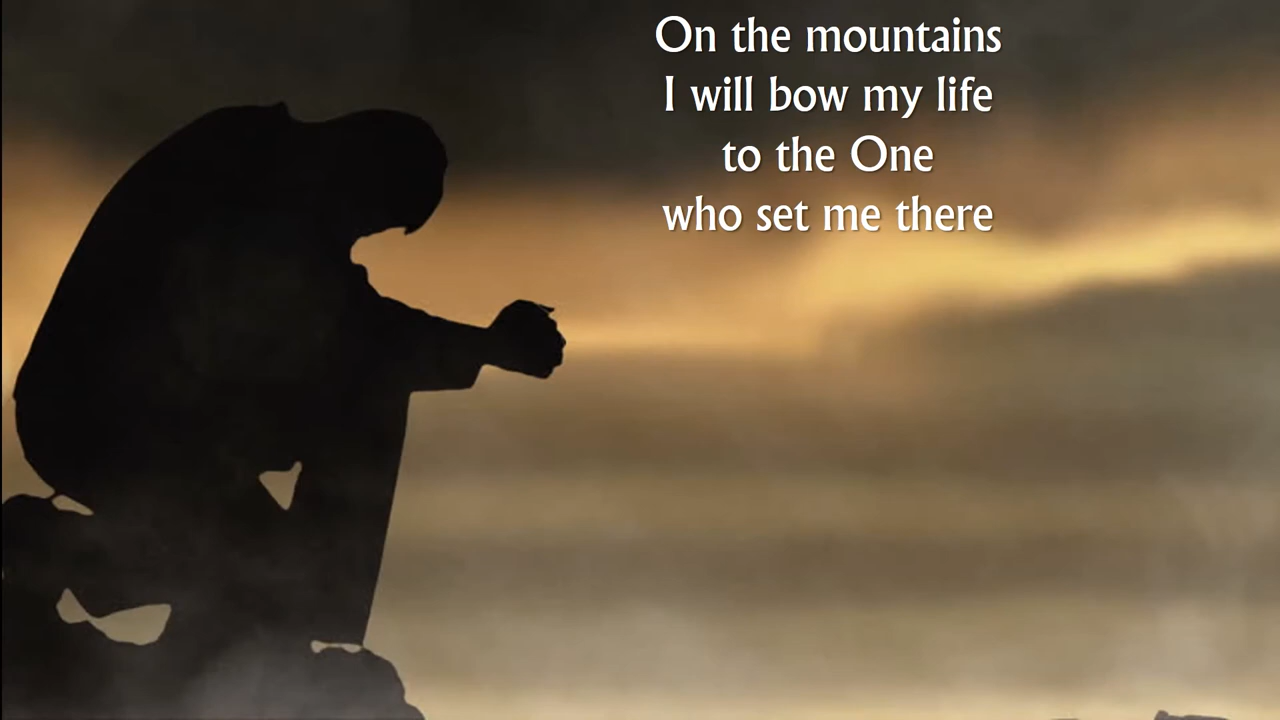 On the mountains
I will bow my life
to the One
who set me there